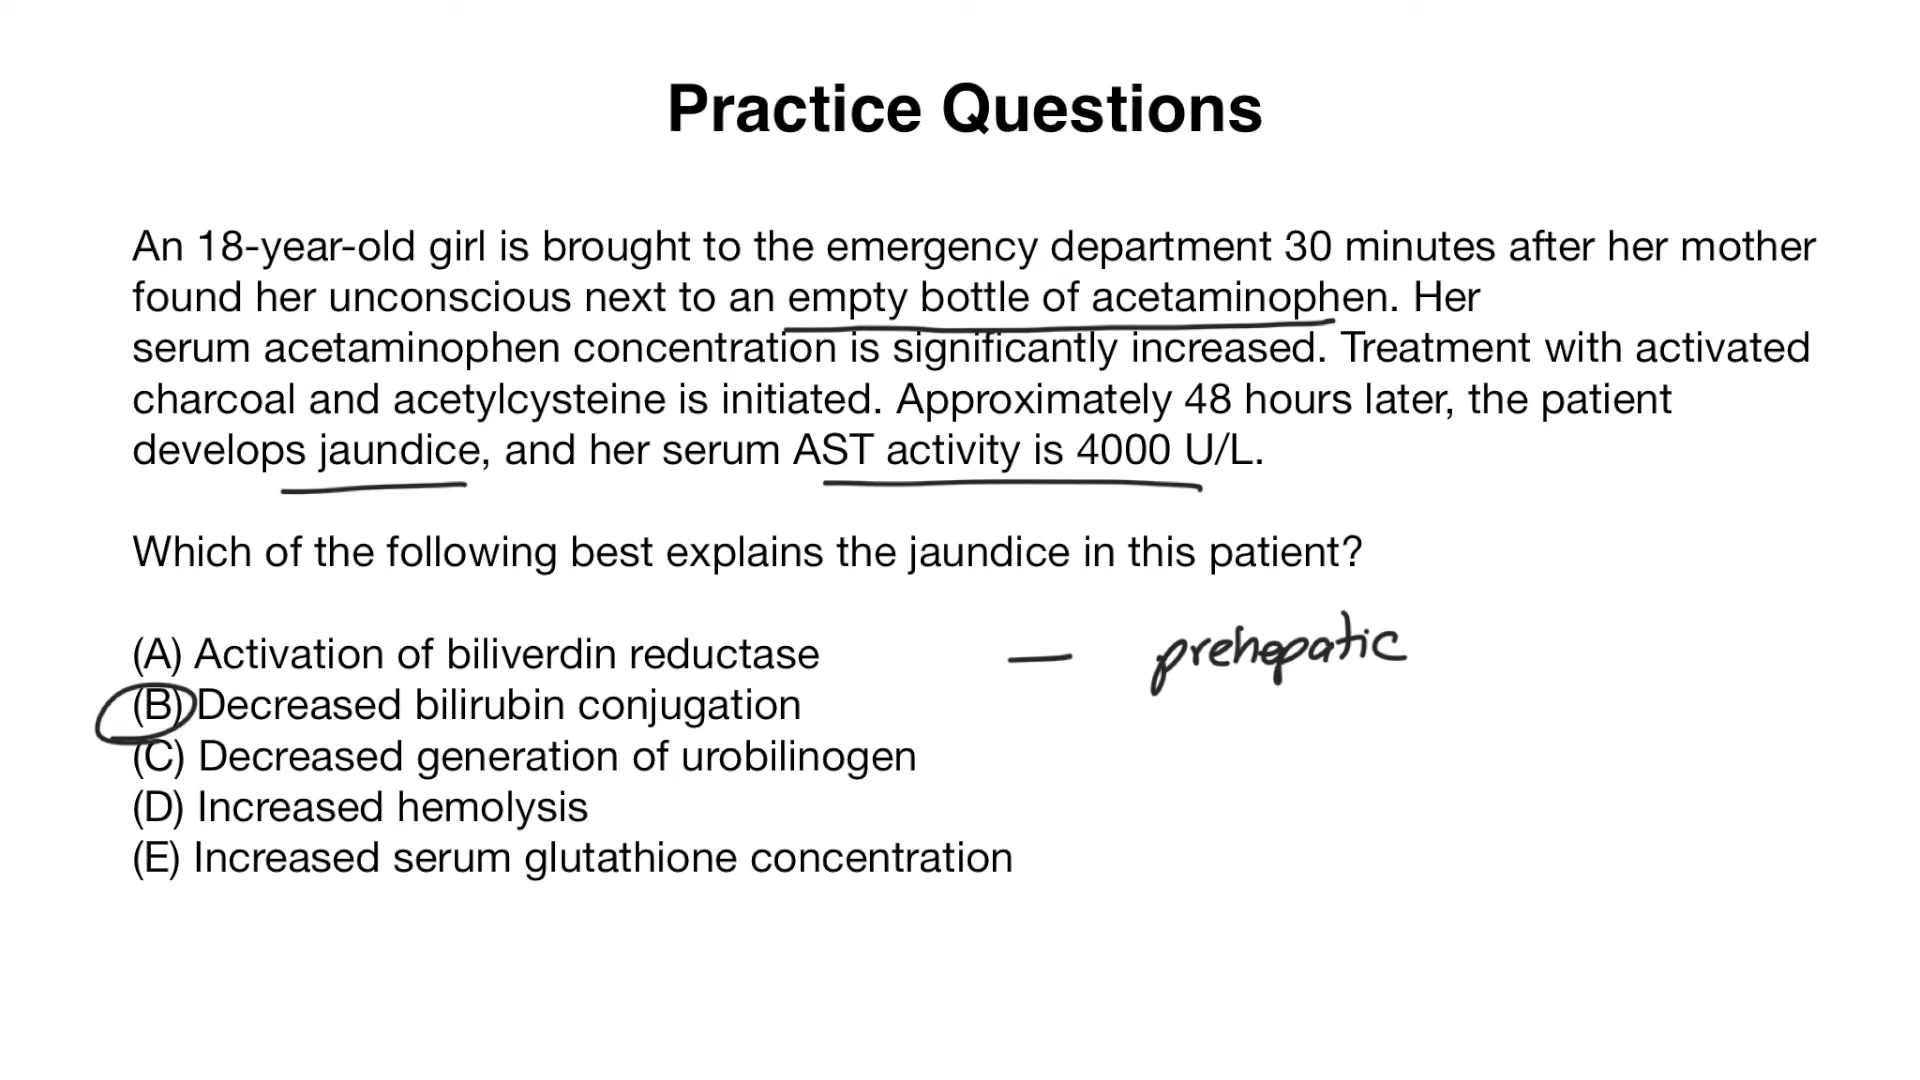 Practice Questions
An 18-year-old girl is brought to the emergency department 30 minutes after her mother
found her unconscious next to an empty bottle of acetaminophen. Her
serum acetaminophen concentration is significantly increased. Treatment with activated
charcoal and acetylcysteine is initiated. Approximately 48 hours later, the patient
develops jaundice, and her serum AST activity is 4000 U/L.
Which of the following best explains the jaundice in this patient?
(A) Activation of biliverdin reductase — prehepatic
(B) Decreased bilirubin conjugation
(C) Decreased generation of urobilinogen
(D) Increased hemolysis
(E) Increased serum glutathione concentration